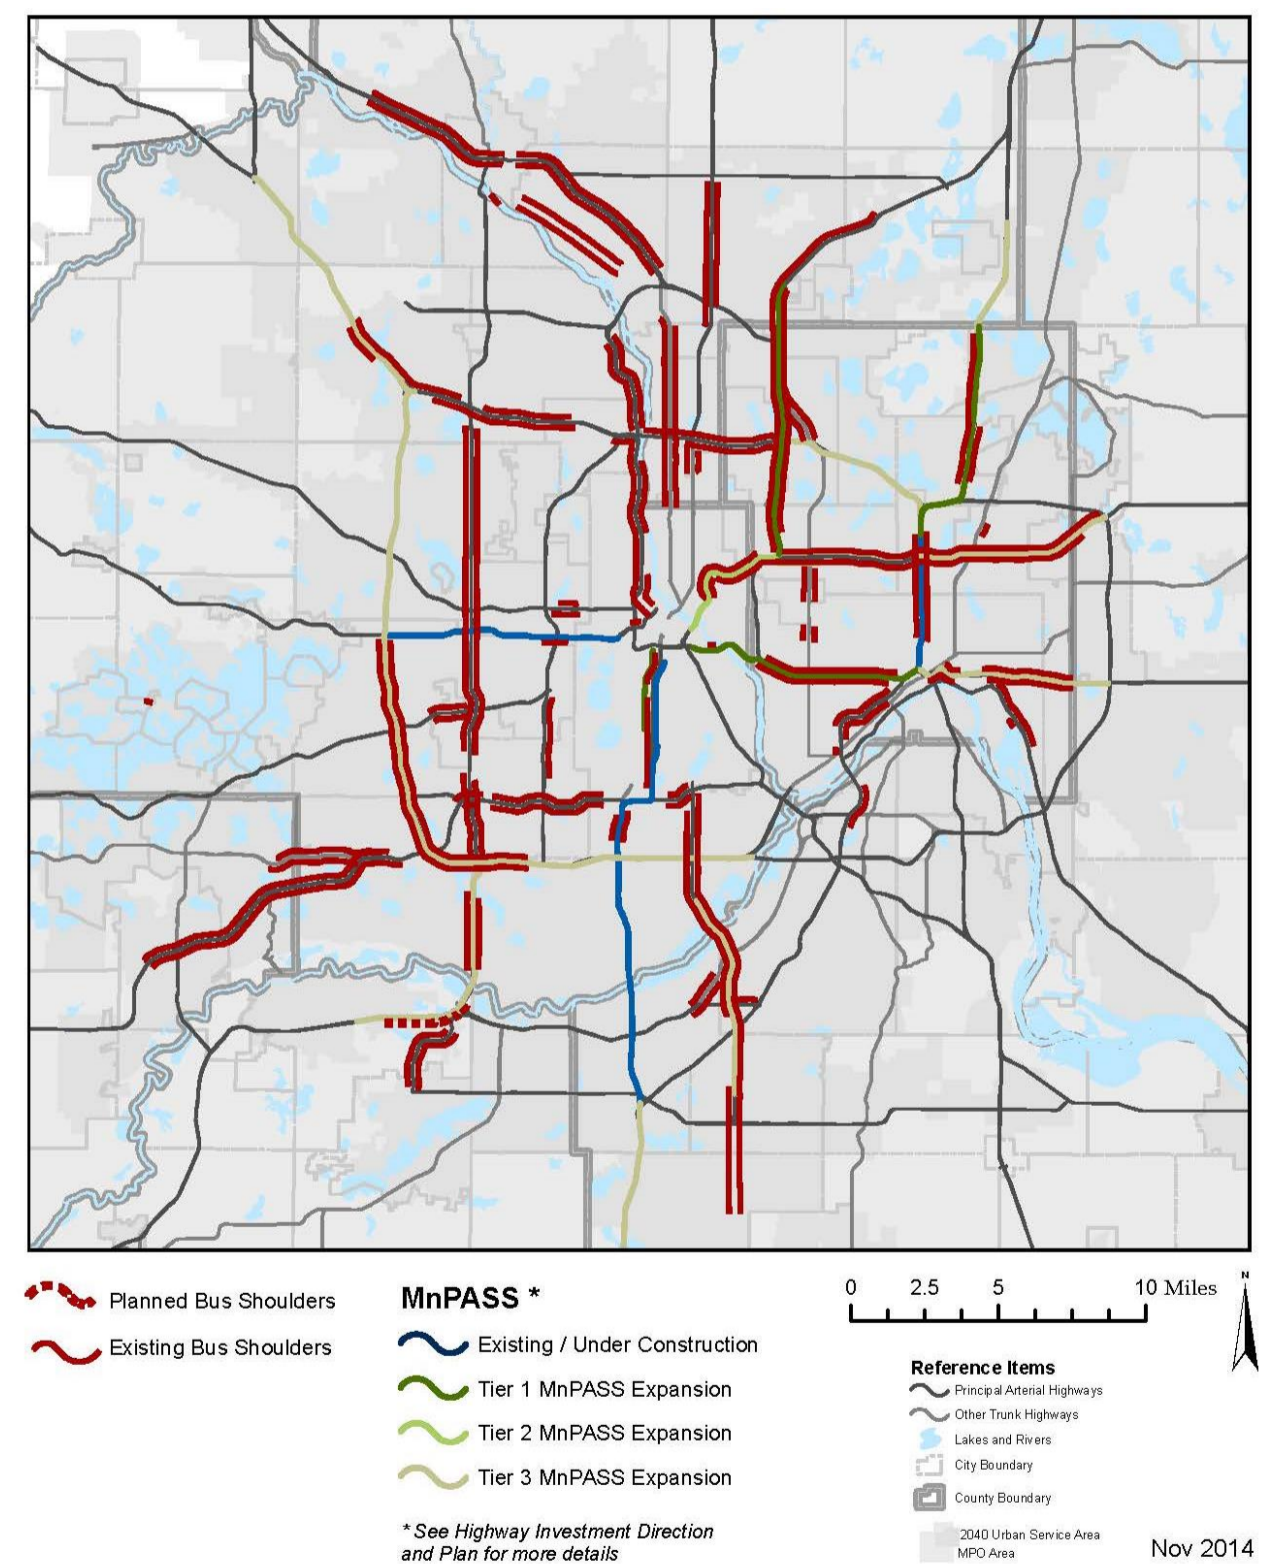 Planned Bus Shoulders
Existing Bus Shoulders
MnPASS *
Existing / Under Construction
Tier 1 MnPASS Expansion
Tier 2 MnPASS Expansion
Tier 3 MnPASS Expansion
* See Highway Investment Direction
and Plan for more details
0 2.5 5 10 Miles
N
Reference Items
Principal Arterial Highways
Other Trunk Highways
Lakes and Rivers
City Boundary
County Boundary
2040 Urban Service Area
MPO Area
Nov 2014